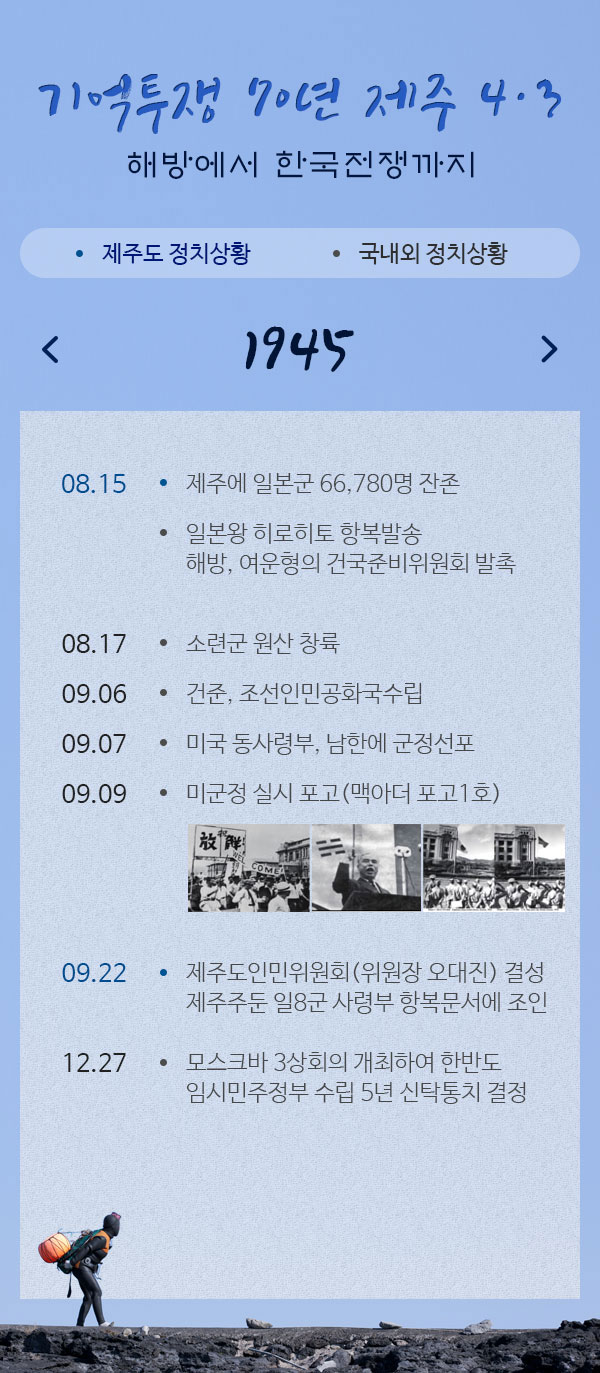 기억투쟁 70년 제주 4·3
해방에서 한국전쟁까지
• 제주도 정치상황 • 국내외 정치상황
1945
08.15 • 제주에 일본군 66,780명 잔존
• 일본왕 히로히토 항복발송
해방, 여운형의 건국준비위원회 발촉
08.17 • 소련군 원산 창륙
09.06 • 건준, 조선인민공화국수립
09.07 • 미국 동사령부, 남한에 군정선포
09.09 • 미군정 실시 포고(맥아더 포고1호)
WEL
COME
09.22 • 제주도인민위원회(위원장 오대진) 결성
제주주둔 일8군 사령부 항복문서에 조인
12.27 • 모스크바 3상회의 개최하여 한반도
임시민주정부 수립 5년 신탁통치 결정